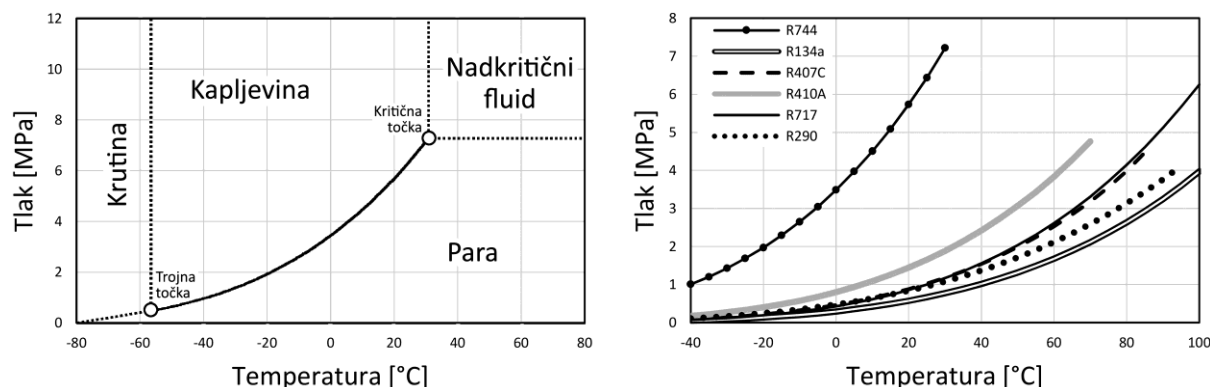 12
10
8
6
4
2
0
Tlak [MPa]
Krutina
Kapljevina
Nadkritični
fluid
Kritična
točka
Para
Trojna
točka
-80 -60 -40 -20 0 20 40 60 80
Temperatura [°C]
8
7
6
5
4
3
2
1
0
Tlak [MPa]
R744
R134a
R407C
R410A
R717
R290
-40 -20 0 20 40 60 80 100
Temperatura [°C]